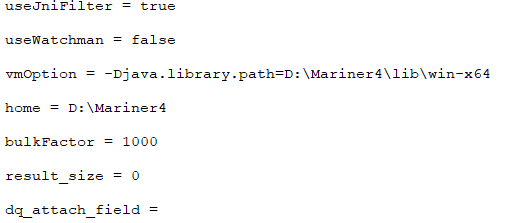 useJniFilter = true
useWatchman = false
vmOption = -Djava.library.path=D:\Mariner4\lib\win-x64
home = D:\Mariner4
bulkFactor = 1000
result_size = 0
dq_attach_field =